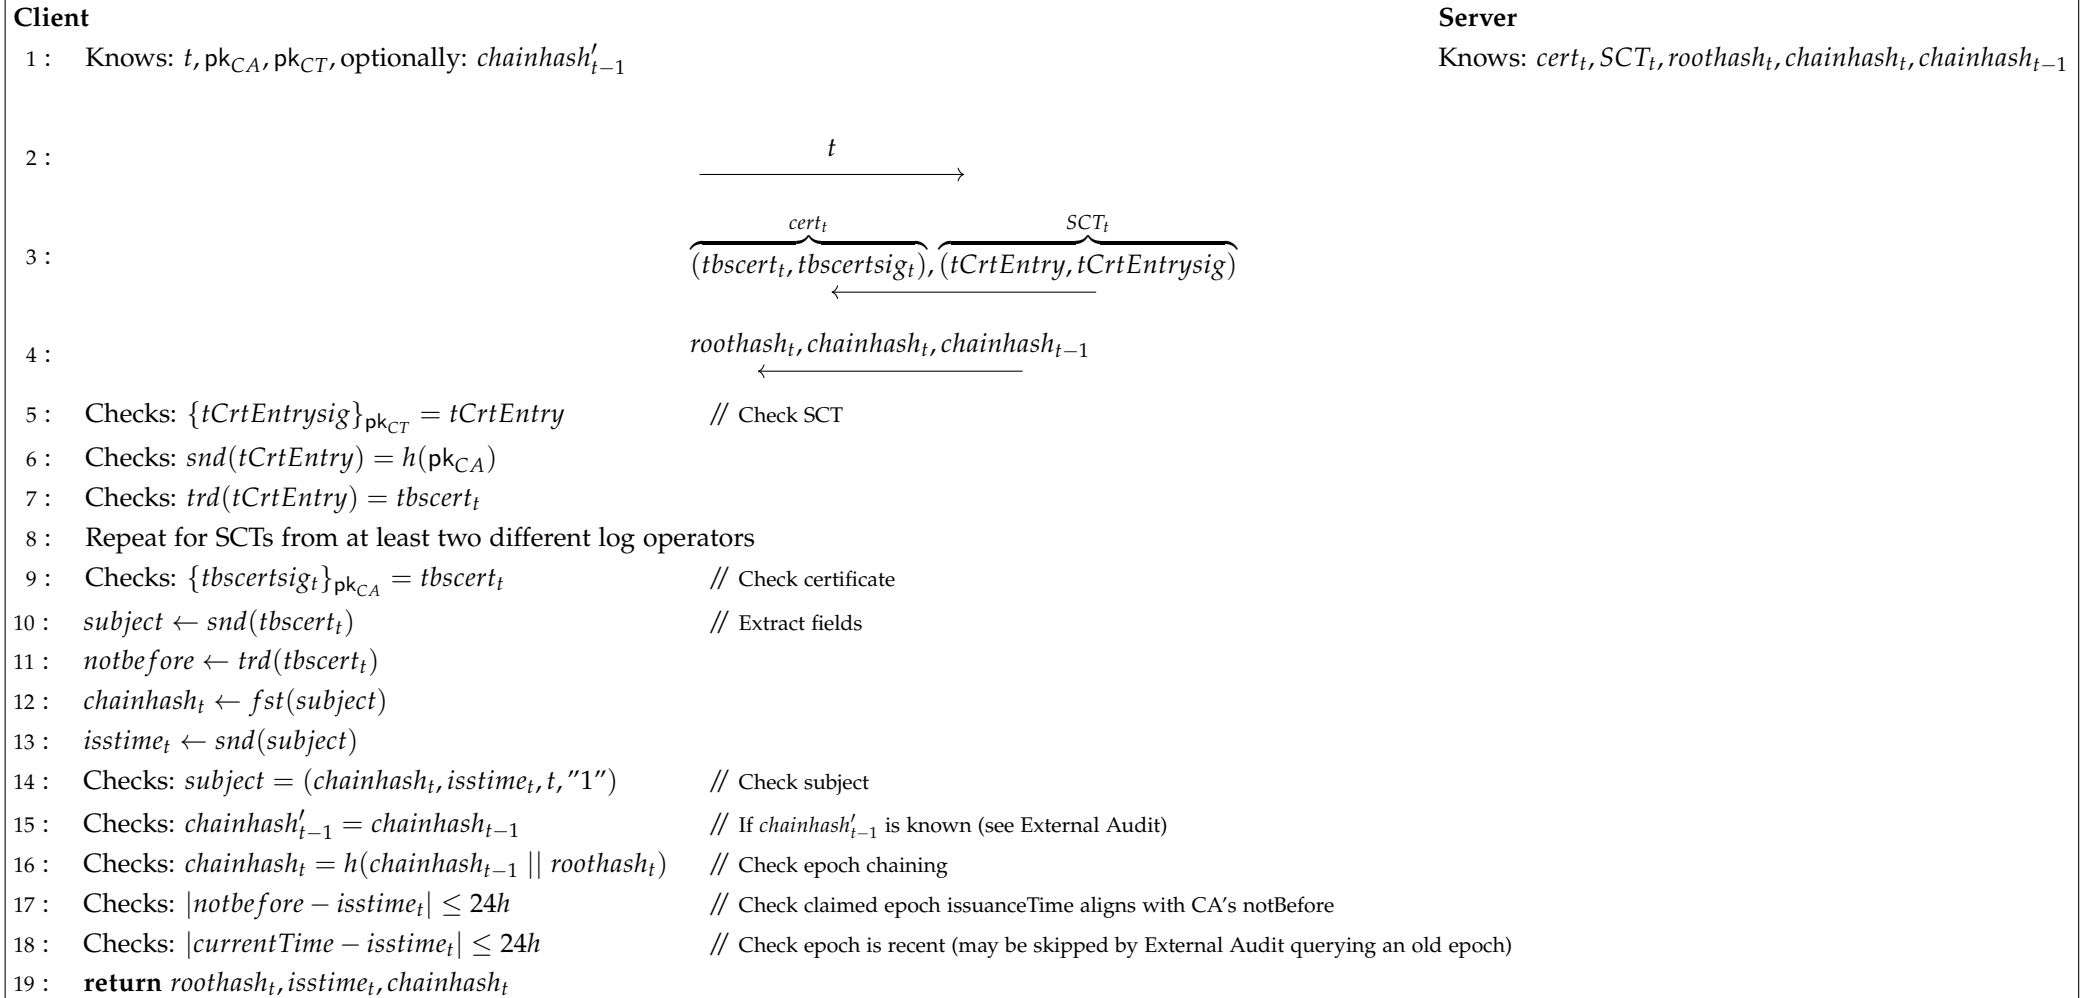 Client Server
1 : Knows: t, pk_CA, pk_CT, optionally: chainhash′_{t−1} Knows: cert_t, SCT_t, roothash_t, chainhash_t, chainhash_{t−1}
2 : t
cert_t SCT_t
3 : (tbscert_t, tbscertsig_t), (tCrtEntry, tCrtEntrysig)
4 : roothash_t, chainhash_t, chainhash_{t−1}
5 : Checks: {tCrtEntrysig}_{pk_CT} = tCrtEntry // Check SCT
6 : Checks: snd(tCrtEntry) = h(pk_CA)
7 : Checks: trd(tCrtEntry) = tbscert_t
8 : Repeat for SCTs from at least two different log operators
9 : Checks: {tbscertsig_t}_{pk_CA} = tbscert_t // Check certificate
10 : subject ← snd(tbscert_t) // Extract fields
11 : notbefore ← trd(tbscert_t)
12 : chainhash_t ← fst(subject)
13 : isstime_t ← snd(subject)
14 : Checks: subject = (chainhash_t, isstime_t, t, ″1″) // Check subject
15 : Checks: chainhash′_{t−1} = chainhash_{t−1} // If chainhash′_{t−1} is known (see External Audit)
16 : Checks: chainhash_t = h(chainhash_{t−1} || roothash_t) // Check epoch chaining
17 : Checks: |notbefore − isstime_t| ≤ 24h // Check claimed epoch issuanceTime aligns with CA's notBefore
18 : Checks: |currentTime − isstime_t| ≤ 24h // Check epoch is recent (may be skipped by External Audit querying an old epoch)
19 : return roothash_t, isstime_t, chainhash_t